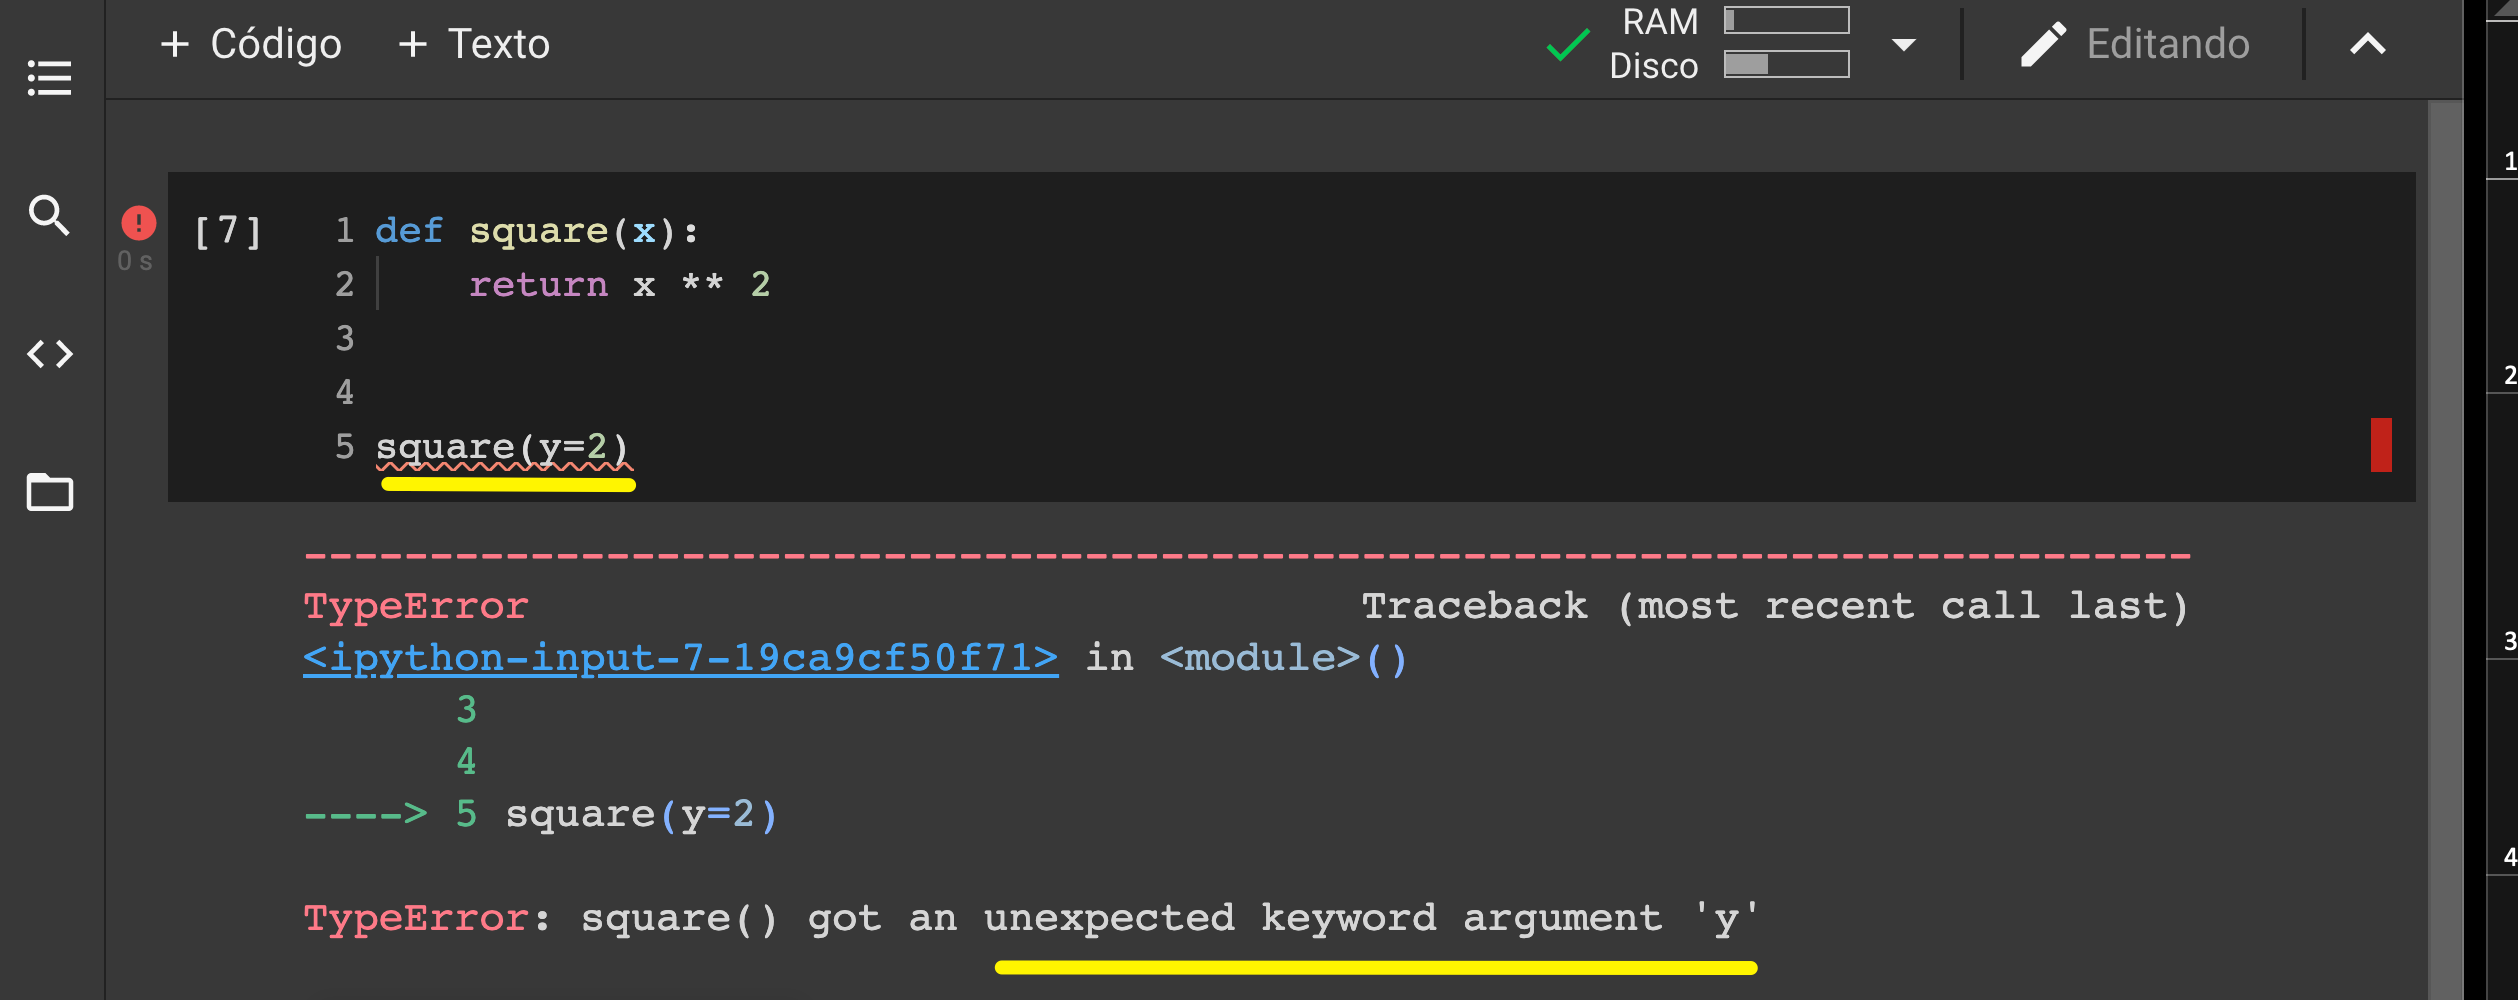 + Código + Texto
RAM
Disco
Editando
[7]
0 s
1 def square(x):
2 return x ** 2
3
4
5 square(y=2)
--------------------------------------------------------------------------- 
TypeError Traceback (most recent call last)
<ipython-input-7-19ca9cf50f71> in <module>()
3
4
----> 5 square(y=2)
TypeError: square() got an unexpected keyword argument 'y'
1
2
3
4